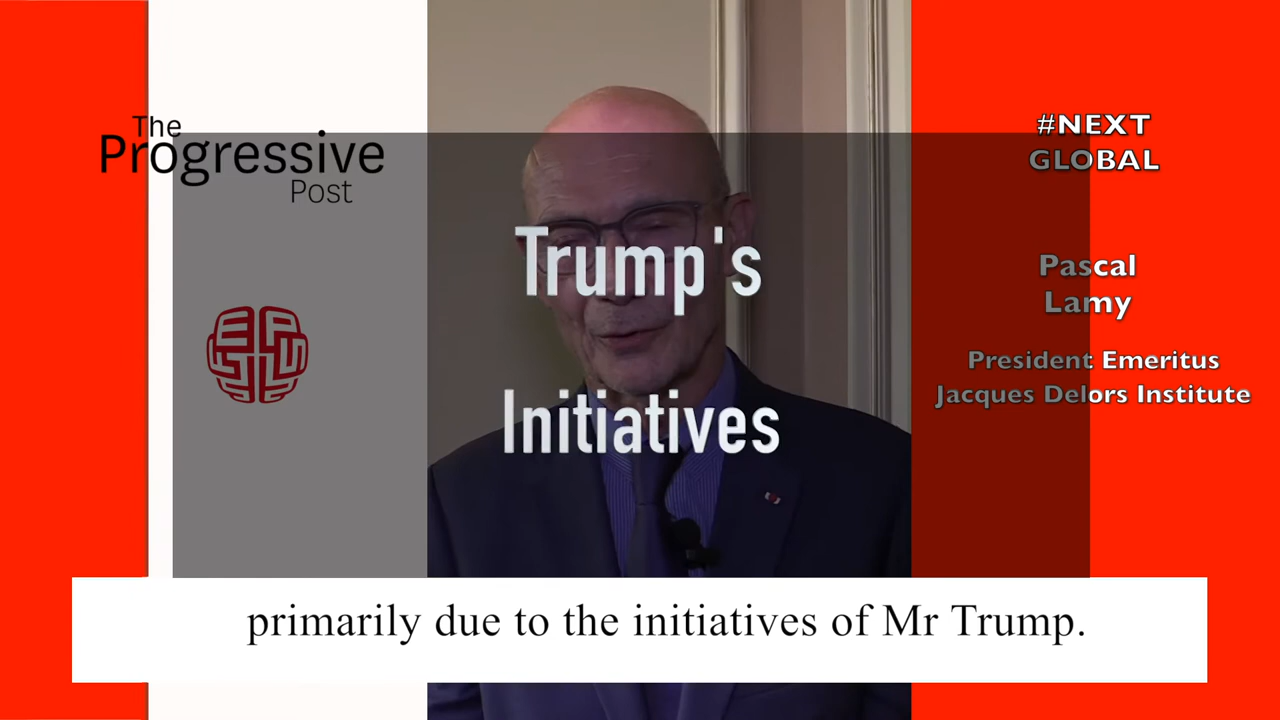 The
Progressive
Post
#NEXT
GLOBAL
Pascal
Lamy
President Emeritus
Jacques Delors Institute
Trump's
Initiatives
primarily due to the initiatives of Mr Trump.